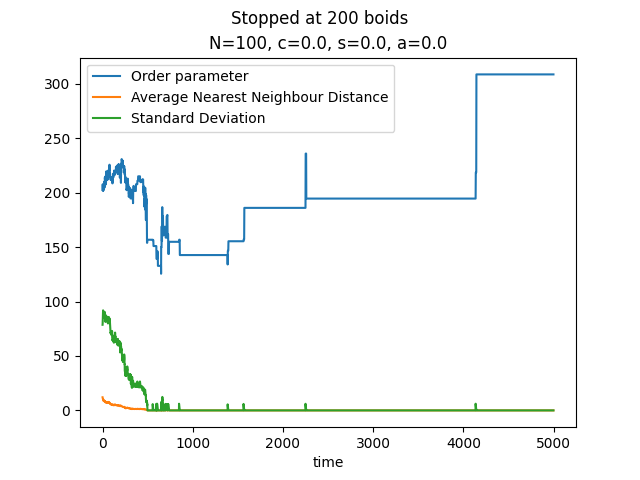 Stopped at 200 boids
N=100, c=0.0, s=0.0, a=0.0
Order parameter
Average Nearest Neighbour Distance
Standard Deviation
300
250
200
150
100
50
0
0 1000 2000 3000 4000 5000
time